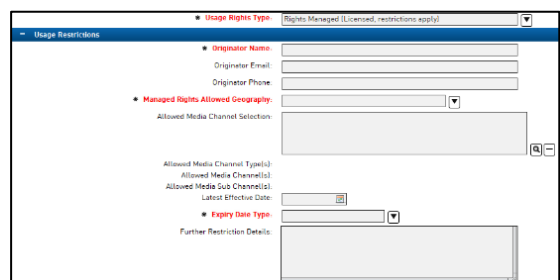 * Usage Rights Type: Rights Managed (Licensed, restrictions apply)
− Usage Restrictions
* Originator Name:
Originator Email:
Originator Phone:
* Managed Rights Allowed Geography:
Allowed Media Channel Selection:
Allowed Media Channel Type(s):
Allowed Media Channel(s):
Allowed Media Sub Channel(s):
Latest Effective Date:
* Expiry Date Type:
Further Restriction Details: